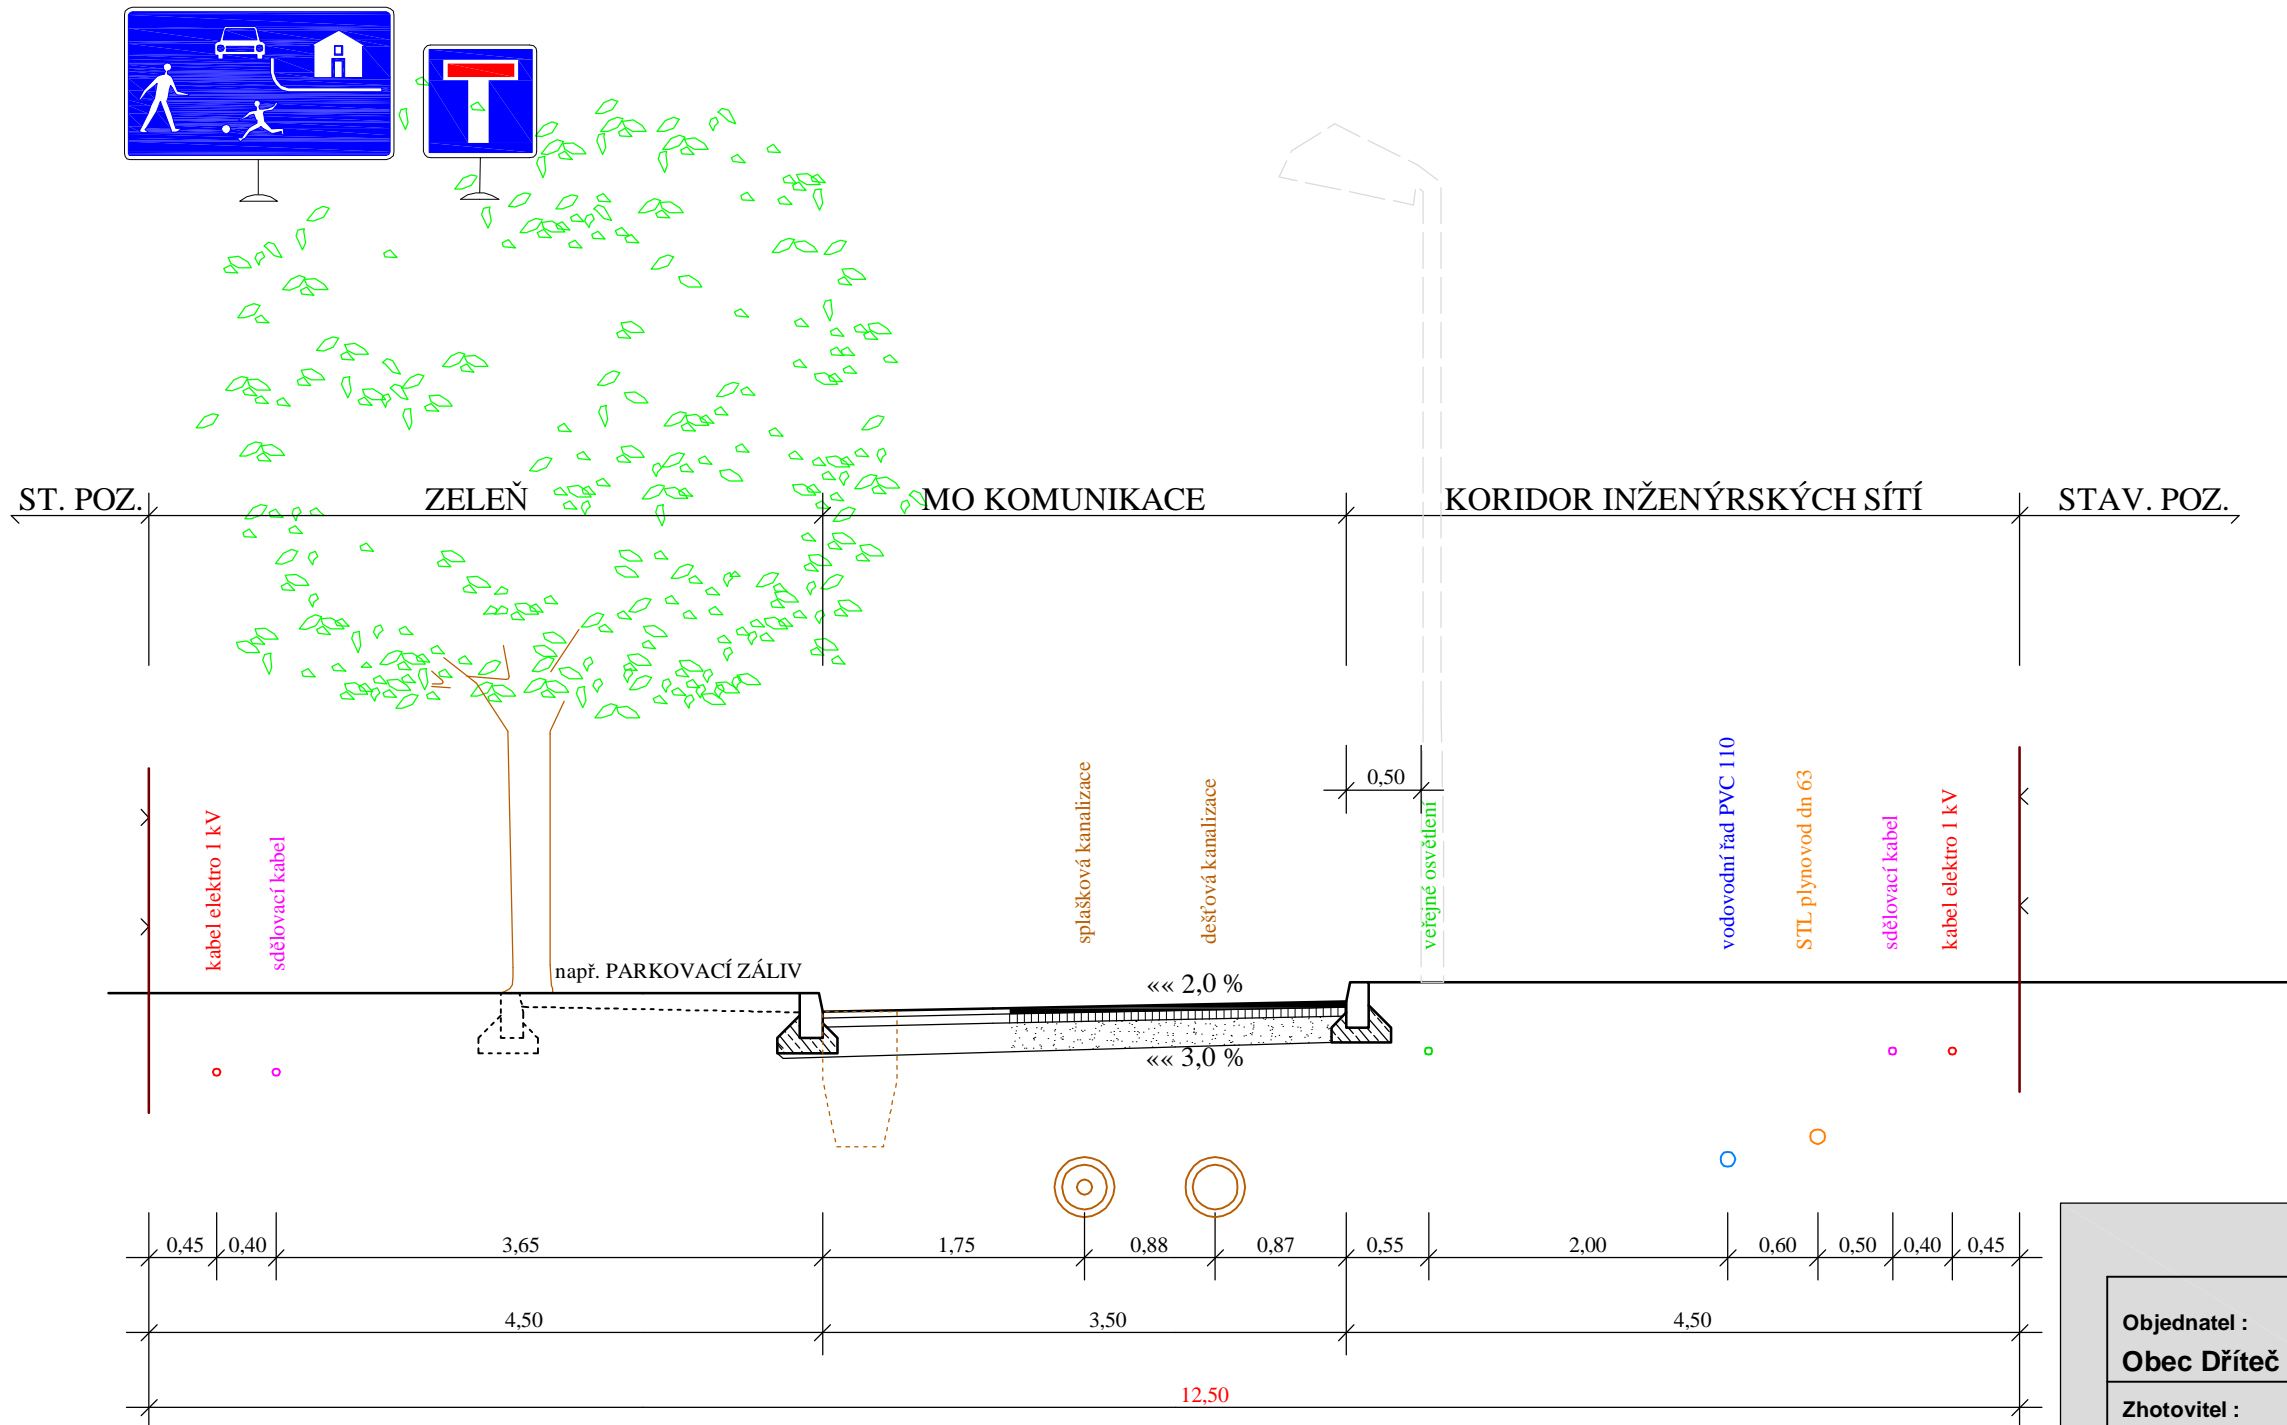 ST. POZ.
ZELEŇ
MO KOMUNIKACE
KORIDOR INŽENÝRSKÝCH SÍTÍ
STAV. POZ.
kabel elektro 1 kV
sdělovací kabel
splašková kanalizace
dešťová kanalizace
0,50
veřejné osvětlení
vodovodní řad PVC 110
STL plynovod dn 63
sdělovací kabel
kabel elektro 1 kV
např. PARKOVACÍ ZÁLIV
«« 2,0 %
«« 3,0 %
0,45 0,40 3,65 1,75 0,88 0,87 0,55 2,00 0,60 0,50 0,40 0,45
4,50 3,50 4,50
12,50
Objednatel :
Obec Dříteč
Zhotovitel :